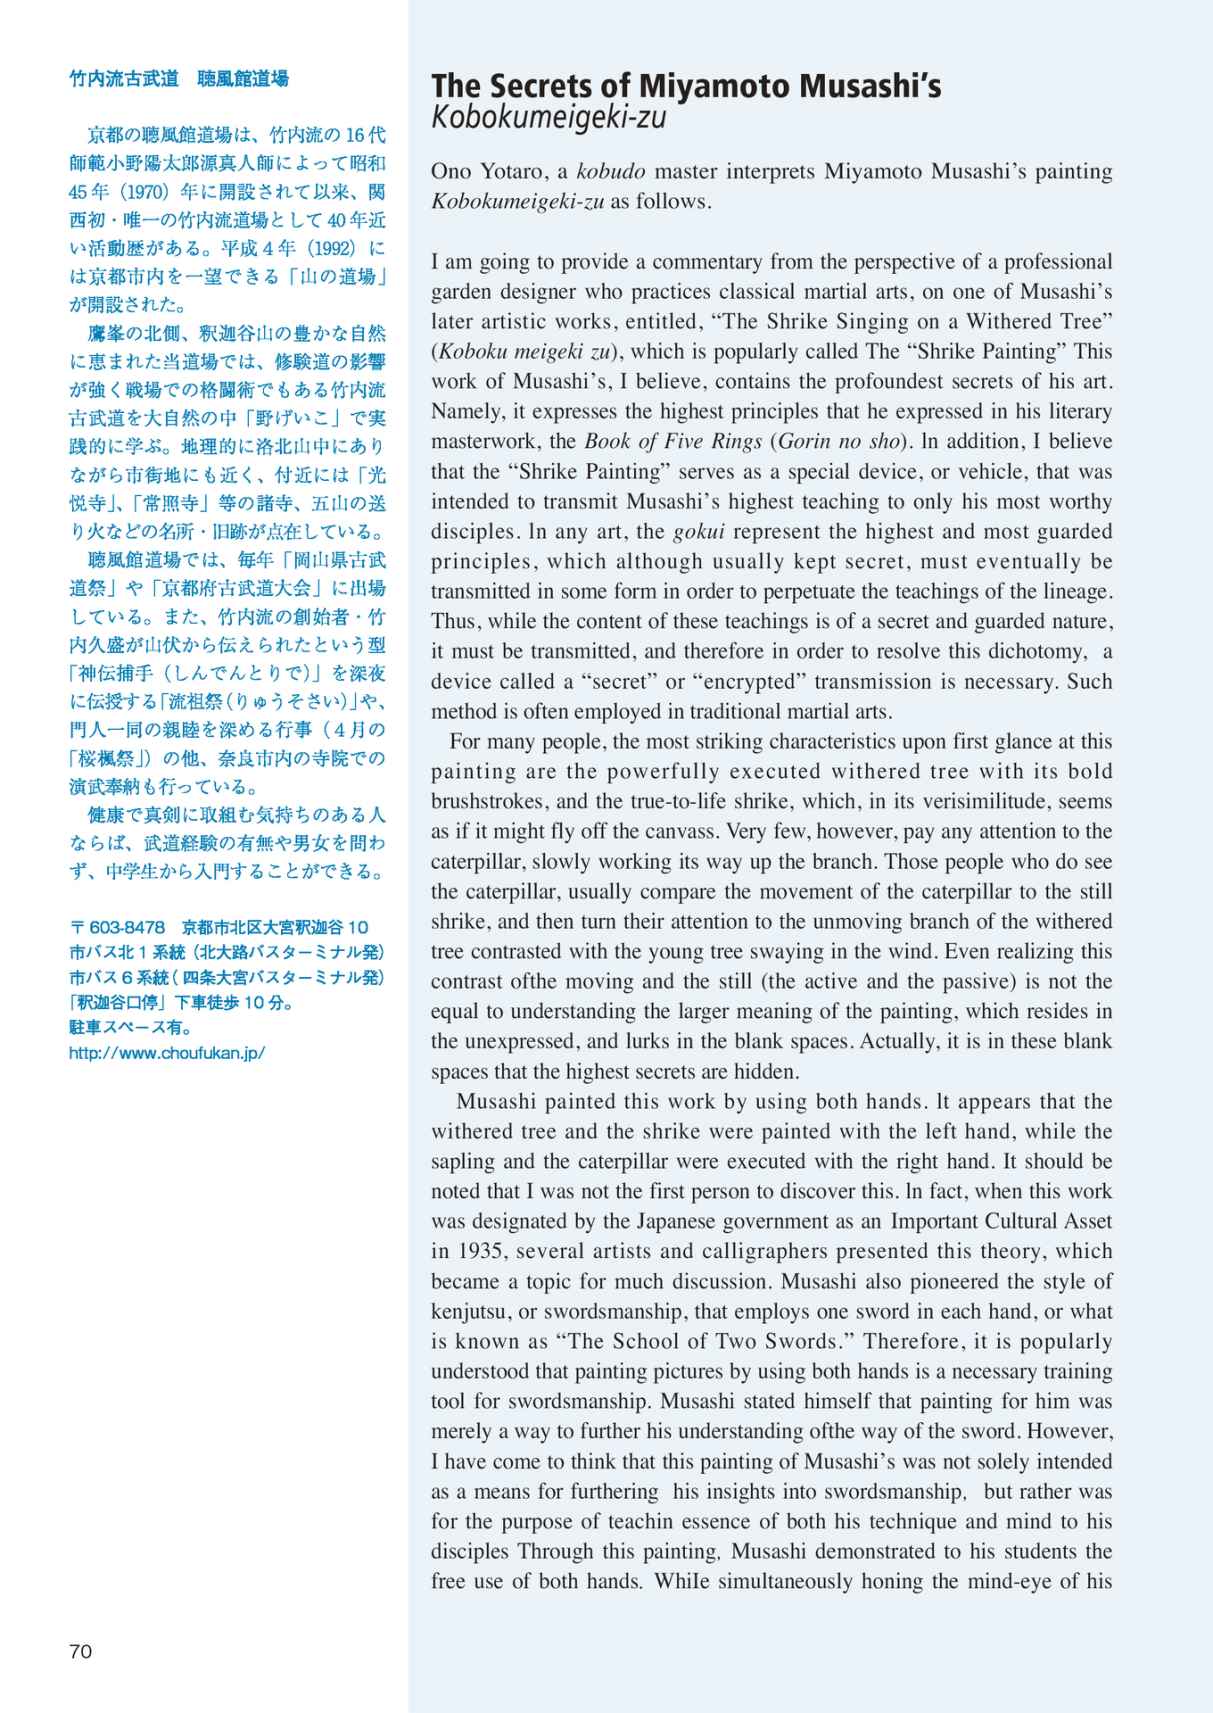 竹内流古武道　聴風館道場
　京都の聴風館道場は、竹内流の 16 代
師範小野陽太郎源真人師によって昭和
45 年（1970）年に開設されて以来、関
西初・唯一の竹内流道場として 40 年近
い活動歴がある。平成 4 年（1992）に
は京都市内を一望できる「山の道場」
が開設された。
　鷹峯の北側、釈迦谷山の豊かな自然
に恵まれた当道場では、修験道の影響
が強く戦場での格闘術でもある竹内流
古武道を大自然の中「野げいこ」で実
践的に学ぶ。地理的に洛北山中にあり
ながら市街地にも近く、付近には「光
悦寺」、「常照寺」等の諸寺、五山の送
り火などの名所・旧跡が点在している。
　聴風館道場では、毎年「岡山県古武
道祭」や「京都府古武道大会」に出場
している。また、竹内流の創始者・竹
内久盛が山伏から伝えられたという型
「神伝捕手（しんでんとりで）」を深夜
に伝授する「流祖祭（りゅうそさい）」や、
門人一同の親睦を深める行事（４月の
「桜楓祭」）の他、奈良市内の寺院での
演武奉納も行っている。
　健康で真剣に取組む気持ちのある人
ならば、武道経験の有無や男女を問わ
ず、中学生から入門することができる。
〒 603-8478　京都市北区大宮釈迦谷 10
市バス北 1 系統（北大路バスターミナル発）
市バス 6 系統（ 四条大宮バスターミナル発）
「釈迦谷口停」下車徒歩 10 分。
駐車スペース有。
http://www.choufukan.jp/
The Secrets of Miyamoto Musashi’s
Kobokumeigeki-zu
Ono Yotaro, a kobudo master interprets Miyamoto Musashi’s painting
Kobokumeigeki-zu as follows.
I am going to provide a commentary from the perspective of a professional
garden designer who practices classical martial arts, on one of Musashi’s
later artistic works, entitled, “The Shrike Singing on a Withered Tree”
(Koboku meigeki zu), which is popularly called The “Shrike Painting” This
work of Musashi’s, I believe, contains the profoundest secrets of his art.
Namely, it expresses the highest principles that he expressed in his literary
masterwork, the Book of Five Rings (Gorin no sho). In addition, I believe
that the “Shrike Painting” serves as a special device, or vehicle, that was
intended to transmit Musashi’s highest teaching to only his most worthy
disciples. In any art, the gokui represent the highest and most guarded
principles, which although usually kept secret, must eventually be
transmitted in some form in order to perpetuate the teachings of the lineage.
Thus, while the content of these teachings is of a secret and guarded nature,
it must be transmitted, and therefore in order to resolve this dichotomy,  a
device called a “secret” or “encrypted” transmission is necessary. Such
method is often employed in traditional martial arts.
For many people, the most striking characteristics upon first glance at this
painting are the powerfully executed withered tree with its bold
brushstrokes, and the true-to-life shrike, which, in its verisimilitude, seems
as if it might fly off the canvass. Very few, however, pay any attention to the
caterpillar, slowly working its way up the branch. Those people who do see
the caterpillar, usually compare the movement of the caterpillar to the still
shrike, and then turn their attention to the unmoving branch of the withered
tree contrasted with the young tree swaying in the wind. Even realizing this
contrast ofthe moving and the still (the active and the passive) is not the
equal to understanding the larger meaning of the painting, which resides in
the unexpressed, and lurks in the blank spaces. Actually, it is in these blank
spaces that the highest secrets are hidden.
Musashi painted this work by using both hands. It appears that the
withered tree and the shrike were painted with the left hand, while the
sapling and the caterpillar were executed with the right hand. It should be
noted that I was not the first person to discover this. In fact, when this work
was designated by the Japanese government as an Important Cultural Asset
in 1935, several artists and calligraphers presented this theory, which
became a topic for much discussion. Musashi also pioneered the style of
kenjutsu, or swordsmanship, that employs one sword in each hand, or what
is known as “The School of Two Swords.” Therefore, it is popularly
understood that painting pictures by using both hands is a necessary training
tool for swordsmanship. Musashi stated himself that painting for him was
merely a way to further his understanding ofthe way of the sword. However,
I have come to think that this painting of Musashi’s was not solely intended
as a means for furthering  his insights into swordsmanship,  but rather was
for the purpose of teachin essence of both his technique and mind to his
disciples Through this painting, Musashi demonstrated to his students the
free use of both hands. WhiIe simultaneously honing the mind-eye of his
70